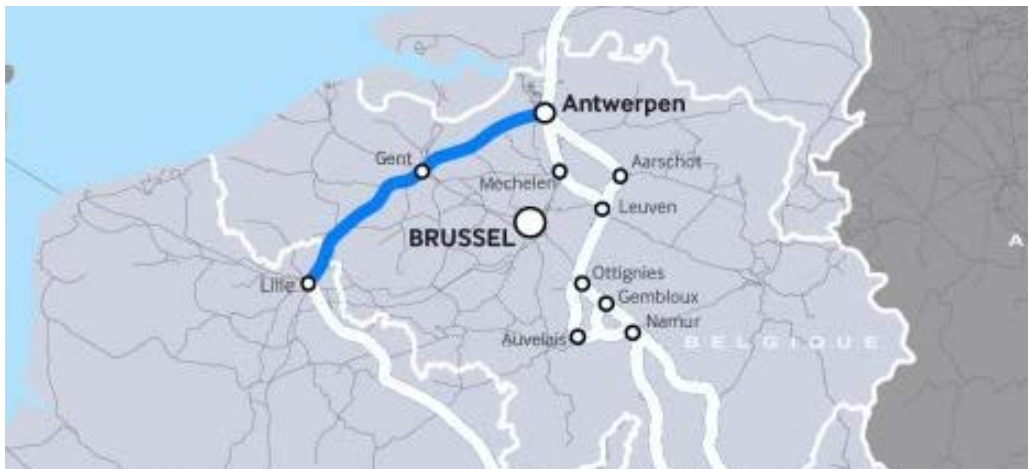 Antwerpen
Gent
Mechelen
Aarschot
Leuven
BRUSSEL
Lille
Ottignies
Gembloux
Namur
Auvelais
BELGIQUE
A